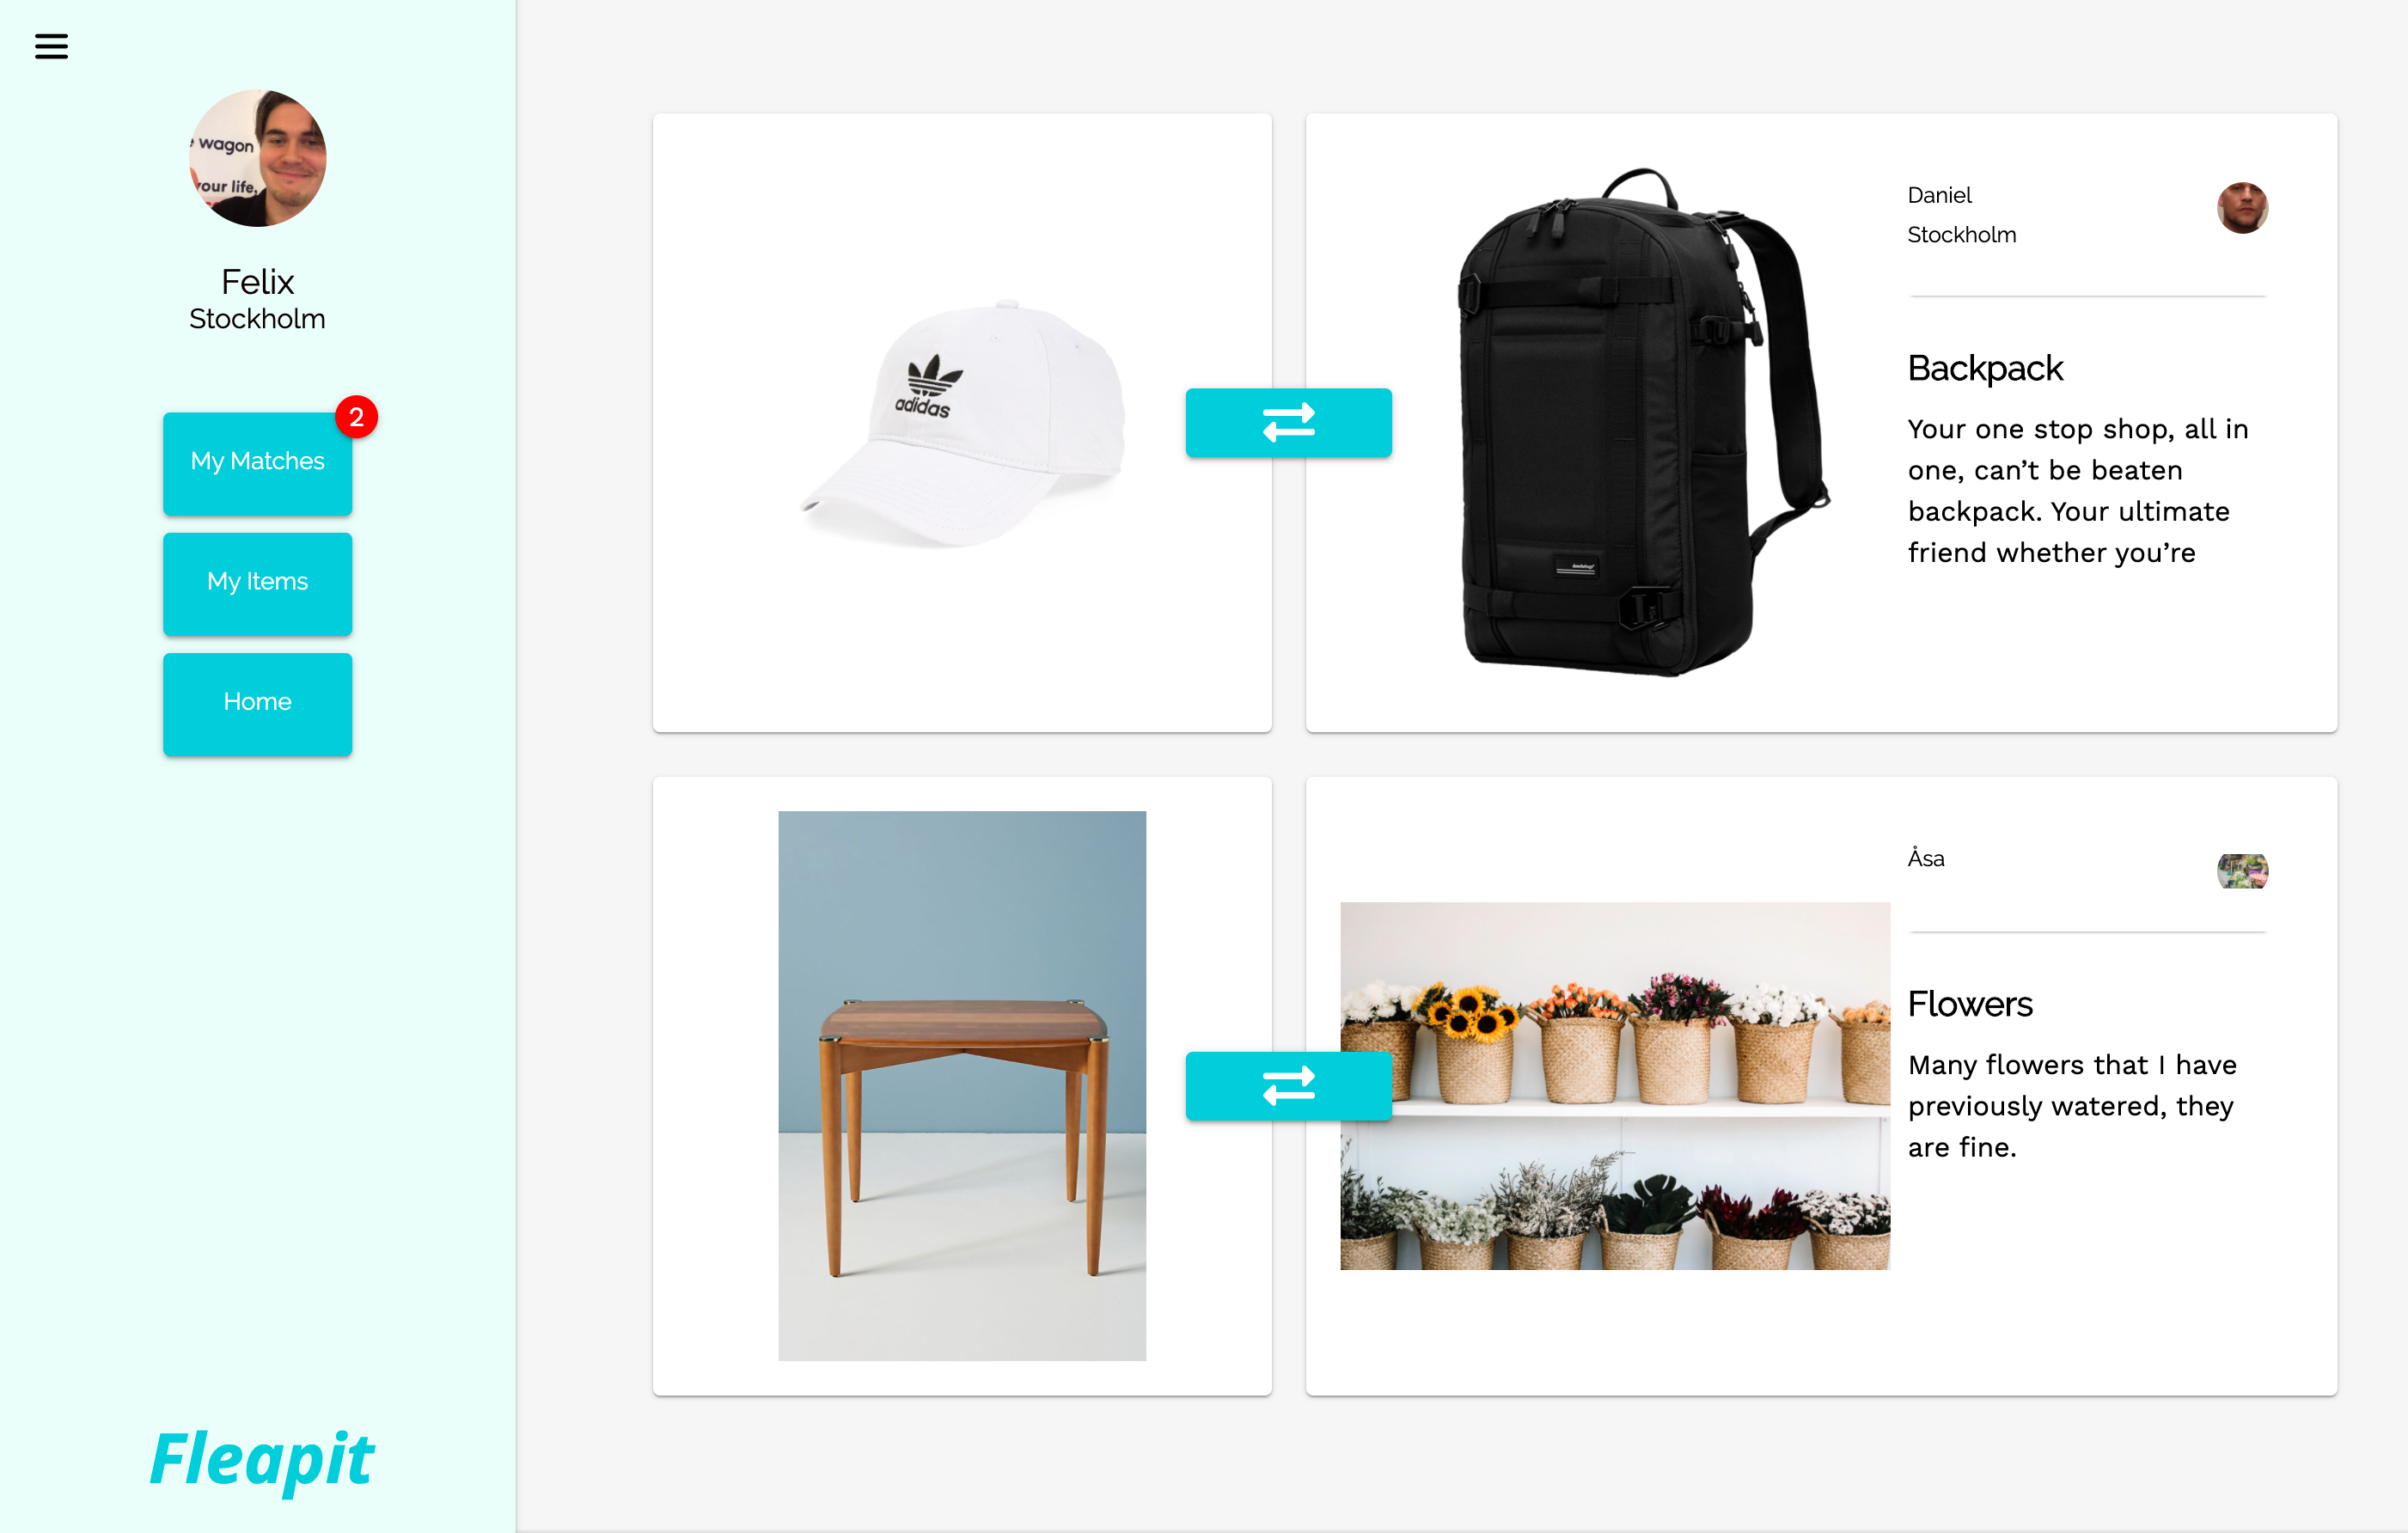 wagon
your life,
Felix
Stockholm
2
My Matches
My Items
Home
Fleapit
adidas
Daniel
Stockholm
Backpack
Your one stop shop, all in
one, can’t be beaten
backpack. Your ultimate
friend whether you’re
Åsa
Flowers
Many flowers that I have
previously watered, they
are fine.